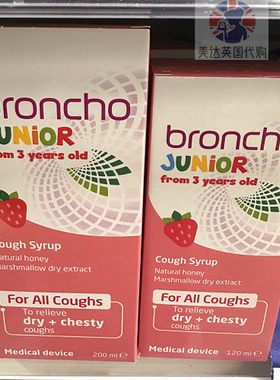 美达英国代购
broncho
JUNIOR
from 3 years old
Cough Syrup
Natural honey
Marshmallow dry extract
For All Coughs
To relieve
dry + chesty
coughs
Medical device
200 ml e
broncho
JUNIOR
from 3 years old
Cough Syrup
Natural honey
Marshmallow dry extract
For All Coughs
To relieve
dry + chesty
coughs
Medical device
120 ml e